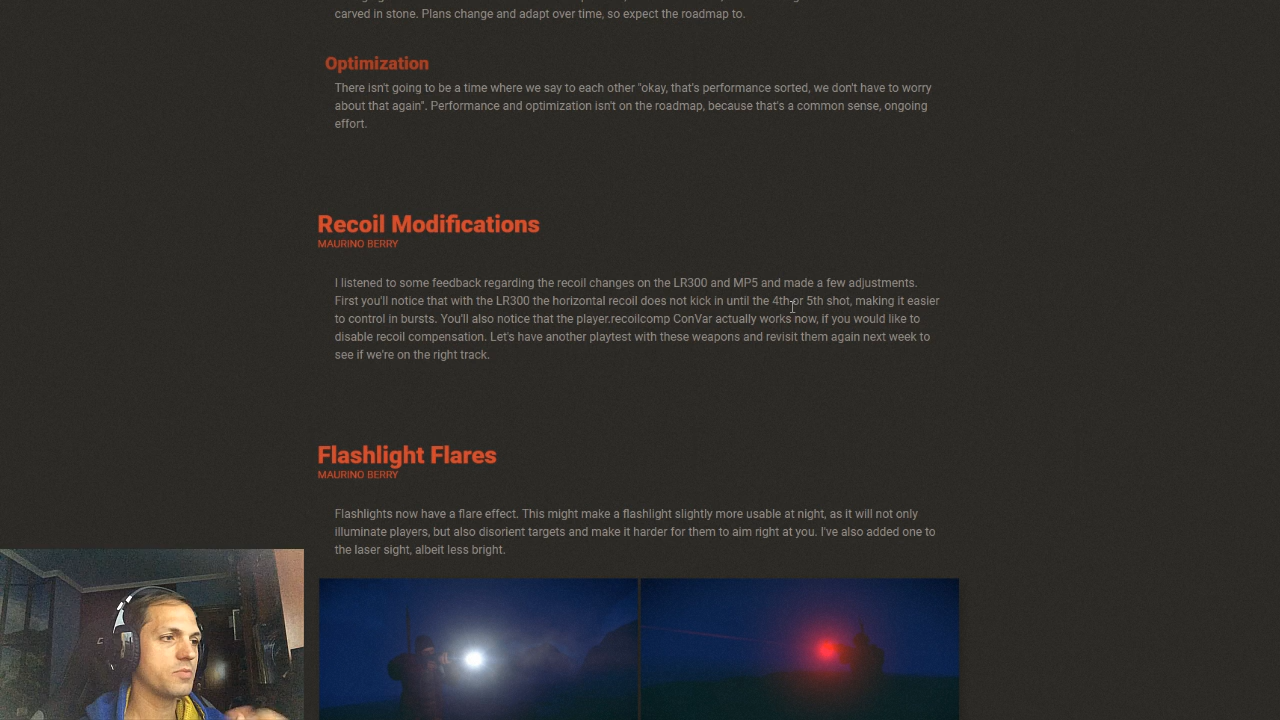 carved in stone. Plans change and adapt over time, so expect the roadmap to.
Optimization
There isn't going to be a time where we say to each other "okay, that's performance sorted, we don't have to worry
about that again". Performance and optimization isn't on the roadmap, because that's a common sense, ongoing
effort.
Recoil Modifications
MAURINO BERRY
I listened to some feedback regarding the recoil changes on the LR300 and MP5 and made a few adjustments.
First you'll notice that with the LR300 the horizontal recoil does not kick in until the 4th or 5th shot, making it easier
to control in bursts. You'll also notice that the player.recoilcomp ConVar actually works now, if you would like to
disable recoil compensation. Let's have another playtest with these weapons and revisit them again next week to
see if we're on the right track.
Flashlight Flares
MAURINO BERRY
Flashlights now have a flare effect. This might make a flashlight slightly more usable at night, as it will not only
illuminate players, but also disorient targets and make it harder for them to aim right at you. I've also added one to
the laser sight, albeit less bright.